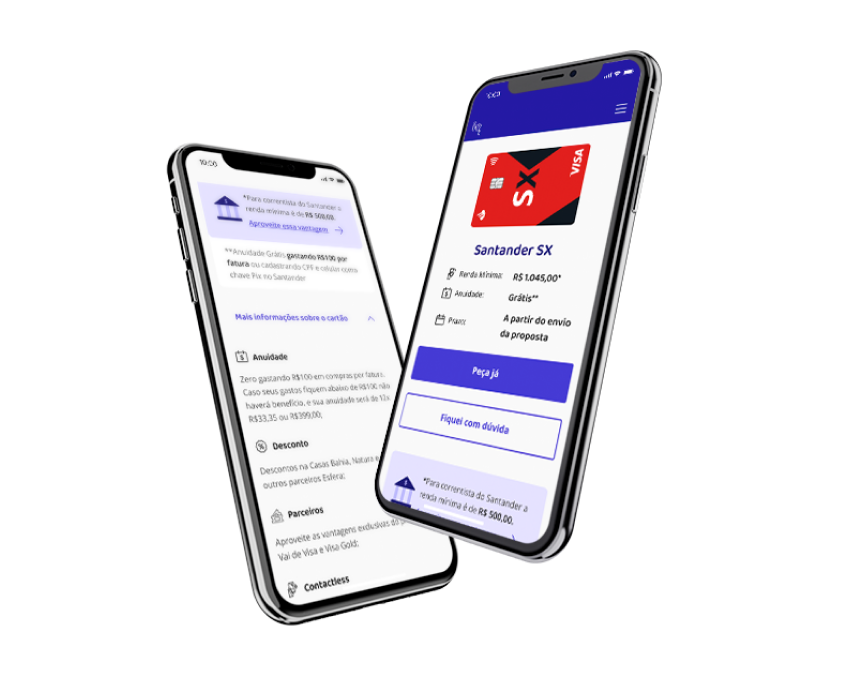 10:00
*Para correntista do Santander a
renda mínima é de R$ 500,00.
Aproveite essa vantagem
**Anuidade Grátis gastando R$100 por
fatura ou cadastrando CPF e celular como
chave Pix no Santander
Mais informações sobre o cartão
Anuidade
Zero gastando R$100 em compras por fatura.
Caso seus gastos fiquem abaixo de R$100 não
haverá benefício, e sua anuidade será de 12x
R$33,35 ou R$399,00;
Desconto
Descontos na Casas Bahia, Natura e
outros parceiros Esfera;
Parceiros
Aproveite as vantagens exclusivas do
Vai de Visa e Visa Gold;
Contactless
10:00
SX
VISA
Santander SX
Renda Mínima: R$ 1.045,00*
Anuidade: Grátis**
Prazo: A partir do envio
da proposta
Peça já
Fiquei com dúvida
*Para correntista do Santander a
renda mínima é de R$ 500,00.